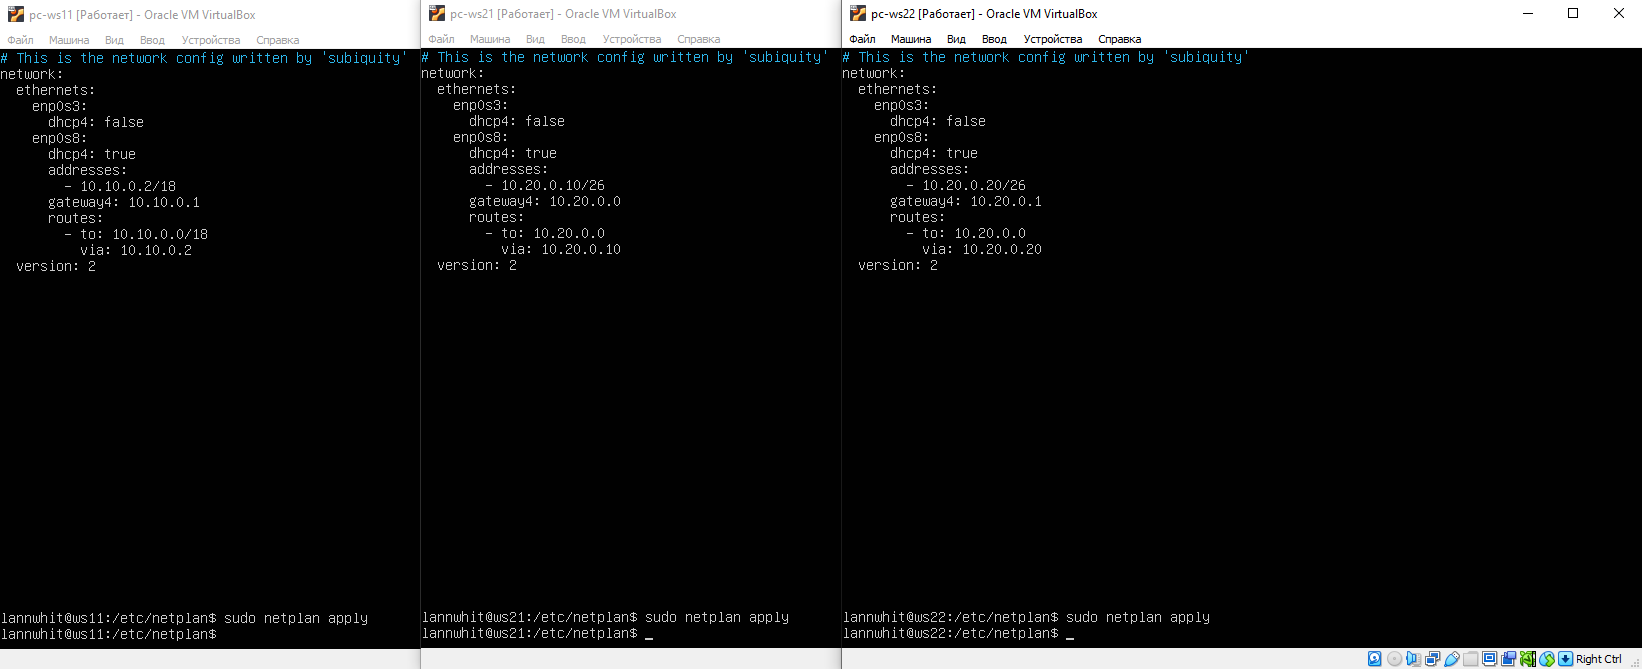 pc-ws11 [Работает] - Oracle VM VirtualBox
Файл Машина Вид Ввод Устройства Справка
# This is the network config written by 'subiquity'
network:
  ethernets:
    enp0s3:
      dhcp4: false
    enp0s8:
      dhcp4: true
      addresses:
        - 10.10.0.2/18
      gateway4: 10.10.0.1
      routes:
        - to: 10.10.0.0/18
          via: 10.10.0.2
  version: 2
lannwhit@ws11:/etc/netplan$ sudo netplan apply
lannwhit@ws11:/etc/netplan$
pc-ws21 [Работает] - Oracle VM VirtualBox
Файл Машина Вид Ввод Устройства Справка
# This is the network config written by 'subiquity'
network:
  ethernets:
    enp0s3:
      dhcp4: false
    enp0s8:
      dhcp4: true
      addresses:
        - 10.20.0.10/26
      gateway4: 10.20.0.0
      routes:
        - to: 10.20.0.0
          via: 10.20.0.10
  version: 2
lannwhit@ws21:/etc/netplan$ sudo netplan apply
lannwhit@ws21:/etc/netplan$ _
pc-ws22 [Работает] - Oracle VM VirtualBox
Файл Машина Вид Ввод Устройства Справка
# This is the network config written by 'subiquity'
network:
  ethernets:
    enp0s3:
      dhcp4: false
    enp0s8:
      dhcp4: true
      addresses:
        - 10.20.0.20/26
      gateway4: 10.20.0.1
      routes:
        - to: 10.20.0.0
          via: 10.20.0.20
  version: 2
lannwhit@ws22:/etc/netplan$ sudo netplan apply
lannwhit@ws22:/etc/netplan$ _
Right Ctrl